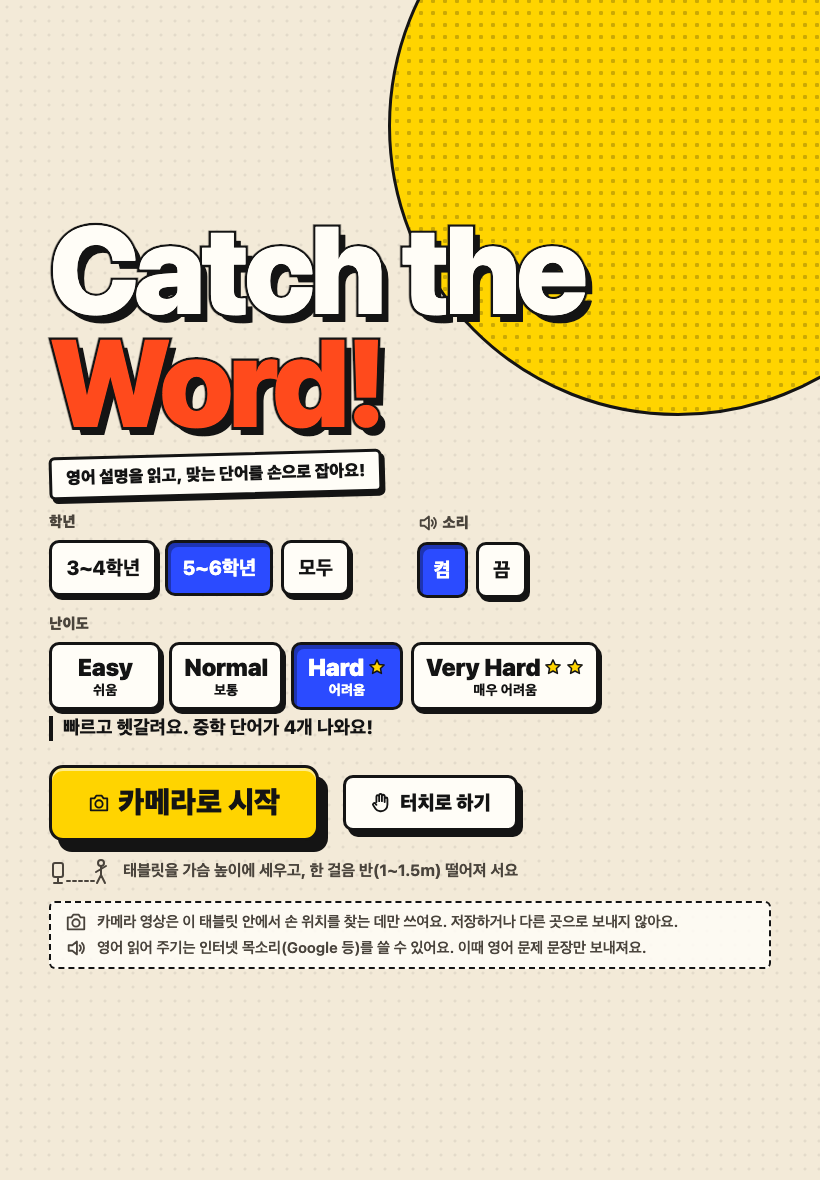 Catch the
Word!
영어 설명을 읽고, 맞는 단어를 손으로 잡아요!
학년
소리
3~4학년 5~6학년 모두
켬 끔
난이도
Easy Normal Hard Very Hard
쉬움 보통 어려움 매우 어려움
빠르고 헷갈려요. 중학 단어가 4개 나와요!
카메라로 시작
터치로 하기
태블릿을 가슴 높이에 세우고, 한 걸음 반(1~1.5m) 떨어져 서요
카메라 영상은 이 태블릿 안에서 손 위치를 찾는 데만 쓰여요. 저장하거나 다른 곳으로 보내지 않아요.
영어 읽어 주기는 인터넷 목소리(Google 등)를 쓸 수 있어요. 이때 영어 문제 문장만 보내져요.